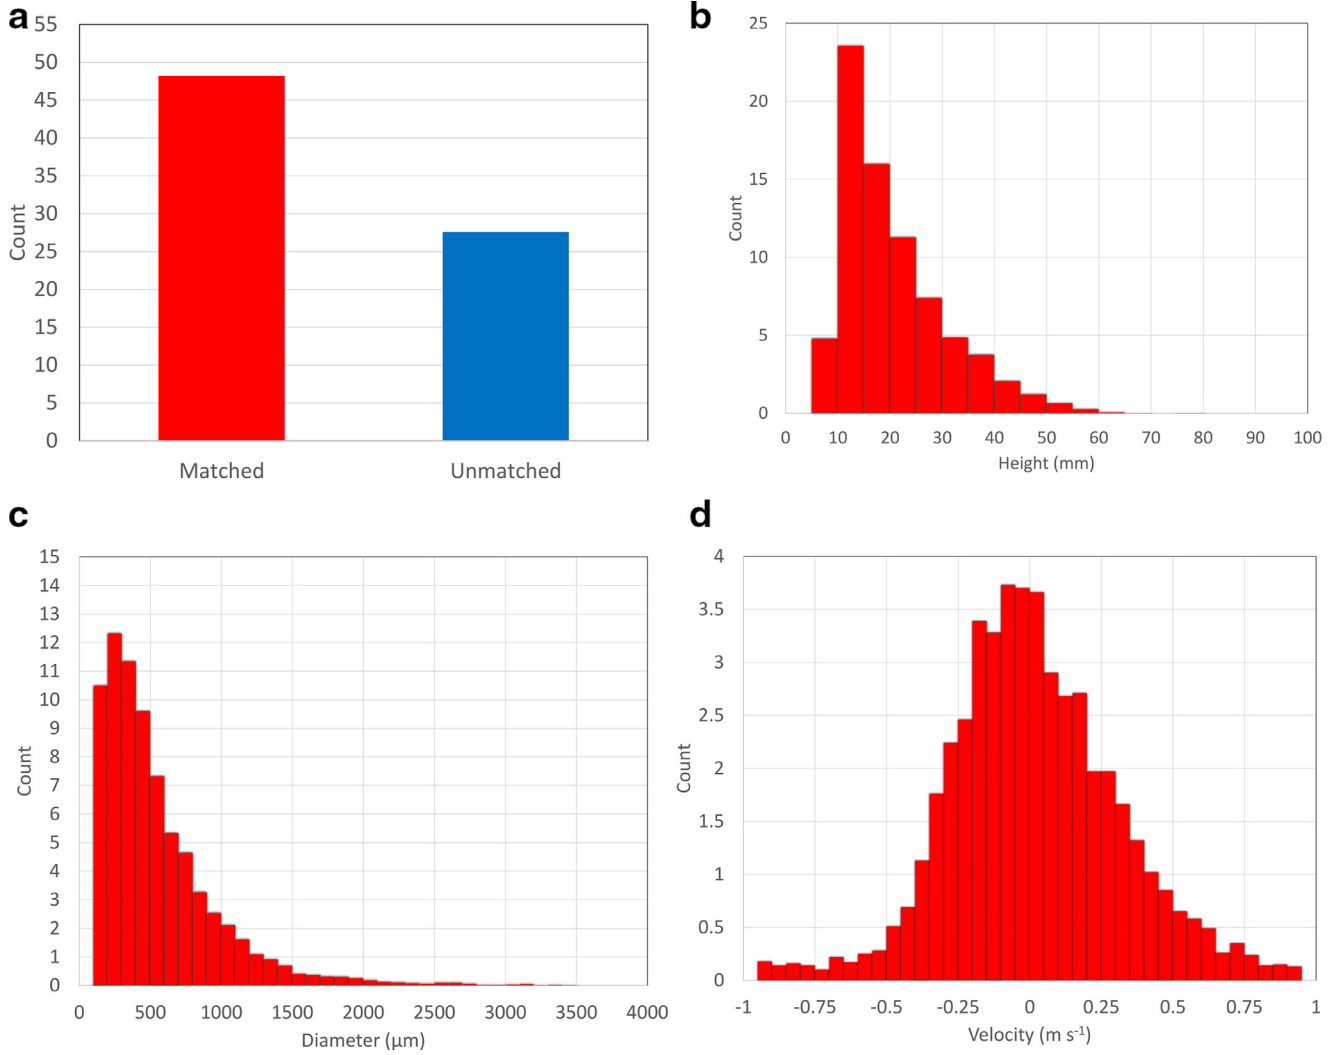 a
55
50
45
40
35
30
25
20
15
10
5
0
Count
Matched Unmatched
b
25
20
15
10
5
0
Count
0 10 20 30 40 50 60 70 80 90 100
Height (mm)
c
15
14
13
12
11
10
9
8
7
6
5
4
3
2
1
0
Count
0 500 1000 1500 2000 2500 3000 3500 4000
Diameter (μm)
d
4
3.5
3
2.5
2
1.5
1
0.5
0
Count
-1 -0.75 -0.5 -0.25 0 0.25 0.5 0.75 1
Velocity (m s⁻¹)